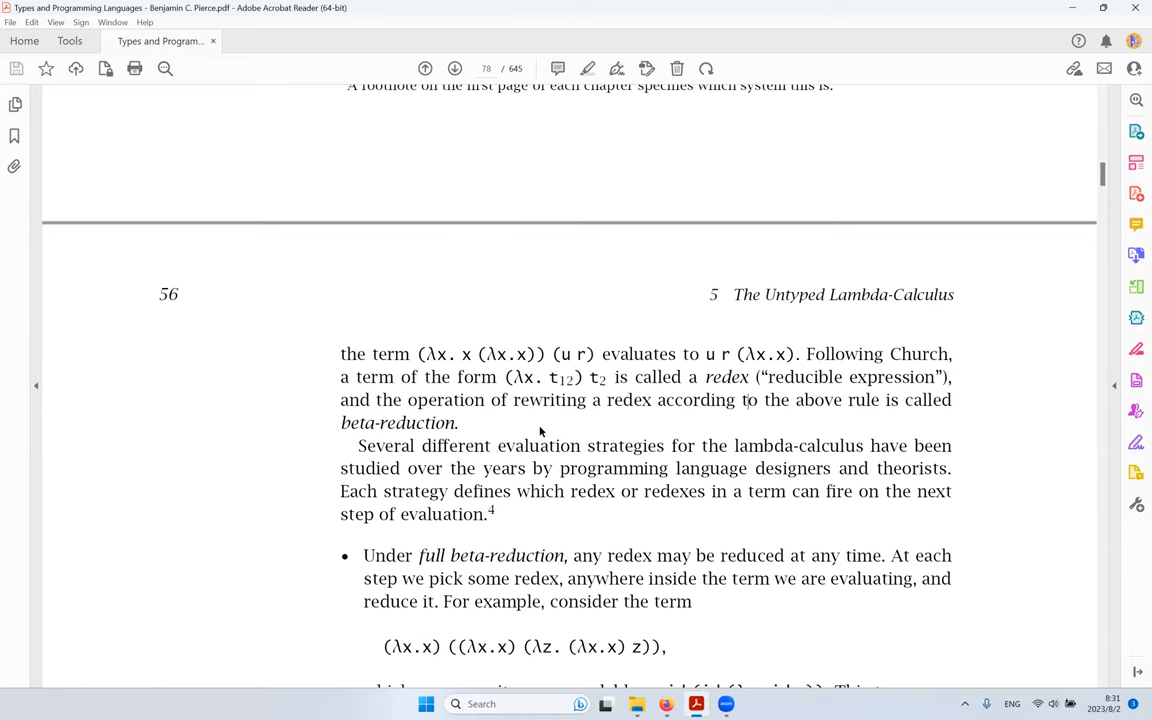 Types and Programming Languages - Benjamin C. Pierce.pdf - Adobe Acrobat Reader (64-bit)
File Edit View Sign Window Help
Home Tools Types and Program... ×
78 / 645
A footnote on the first page of each chapter specifies which system this is.
56 5 The Untyped Lambda-Calculus
the term (λx. x (λx.x)) (u r) evaluates to u r (λx.x). Following Church,
a term of the form (λx. t₁₂) t₂ is called a redex (“reducible expression”),
and the operation of rewriting a redex according to the above rule is called
beta-reduction.
Several different evaluation strategies for the lambda-calculus have been
studied over the years by programming language designers and theorists.
Each strategy defines which redex or redexes in a term can fire on the next
step of evaluation.⁴
• Under full beta-reduction, any redex may be reduced at any time. At each
step we pick some redex, anywhere inside the term we are evaluating, and
reduce it. For example, consider the term
(λx.x) ((λx.x) (λz. (λx.x) z)),
Search
ENG
8:31
2023/8/2
3